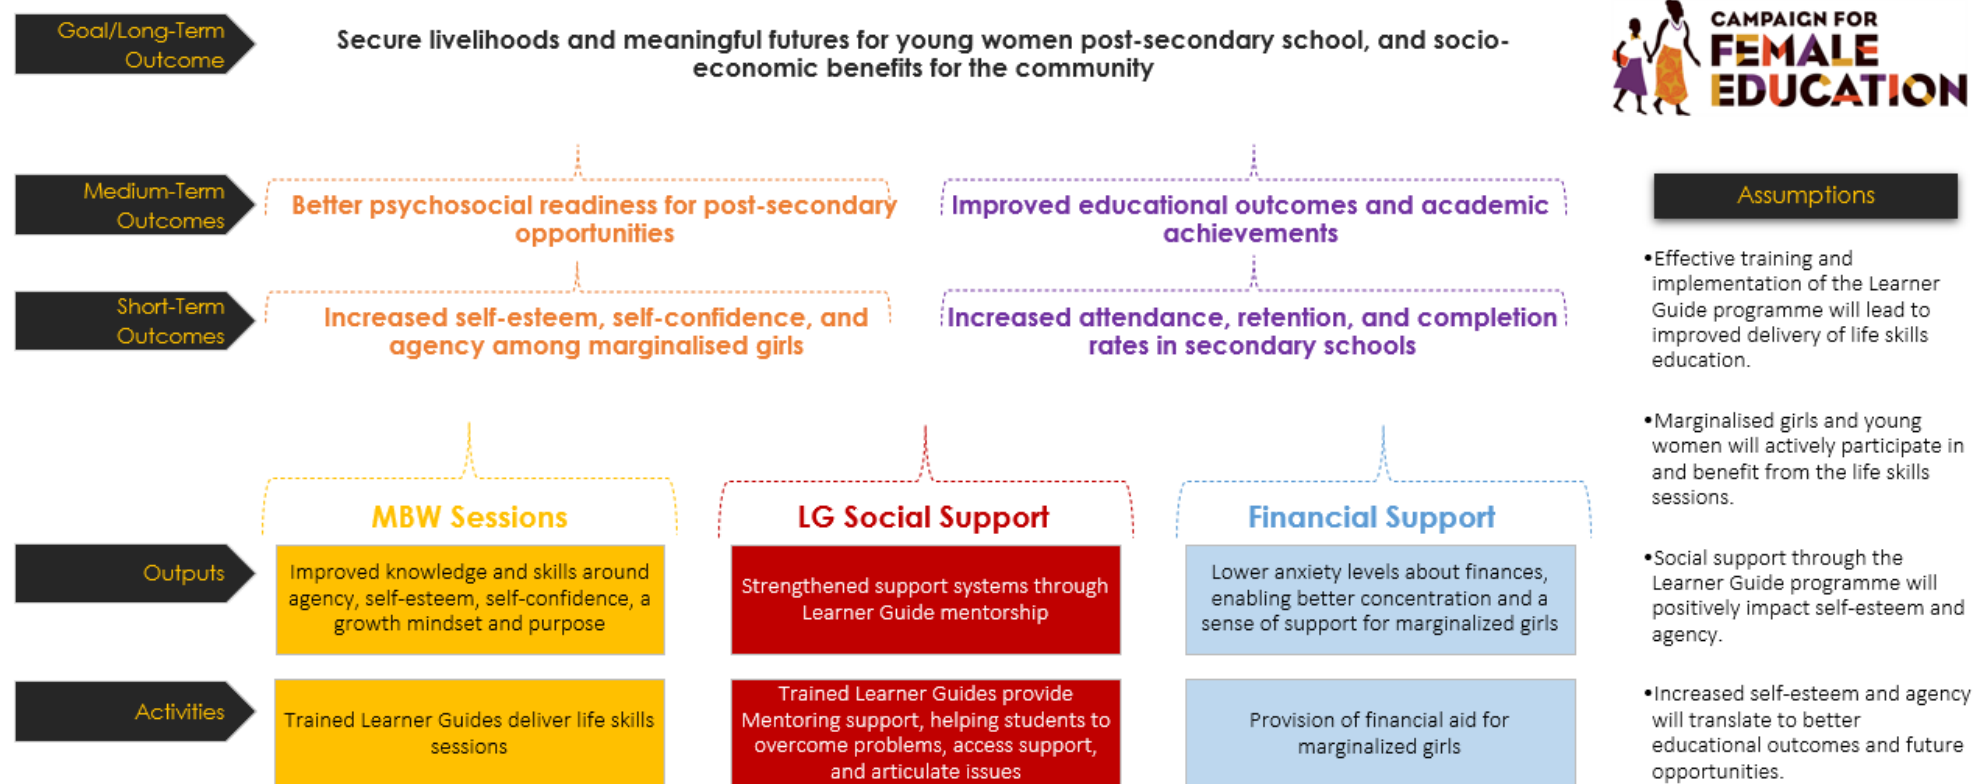 Goal/Long-Term
Outcome
Secure livelihoods and meaningful futures for young women post-secondary school, and socio-
economic benefits for the community
CAMPAIGN FOR
FEMALE
EDUCATION
Medium-Term
Outcomes
Better psychosocial readiness for post-secondary
opportunities
Improved educational outcomes and academic
achievements
Short-Term
Outcomes
Increased self-esteem, self-confidence, and
agency among marginalised girls
Increased attendance, retention, and completion
rates in secondary schools
MBW Sessions
LG Social Support
Financial Support
Outputs
Improved knowledge and skills around
agency, self-esteem, self-confidence, a
growth mindset and purpose
Strengthened support systems through
Learner Guide mentorship
Lower anxiety levels about finances,
enabling better concentration and a
sense of support for marginalized girls
Activities
Trained Learner Guides deliver life skills
sessions
Trained Learner Guides provide
Mentoring support, helping students to
overcome problems, access support,
and articulate issues
Provision of financial aid for
marginalized girls
Assumptions
•Effective training and
implementation of the Learner
Guide programme will lead to
improved delivery of life skills
education.
•Marginalised girls and young
women will actively participate in
and benefit from the life skills
sessions.
•Social support through the
Learner Guide programme will
positively impact self-esteem and
agency.
•Increased self-esteem and agency
will translate to better
educational outcomes and future
opportunities.